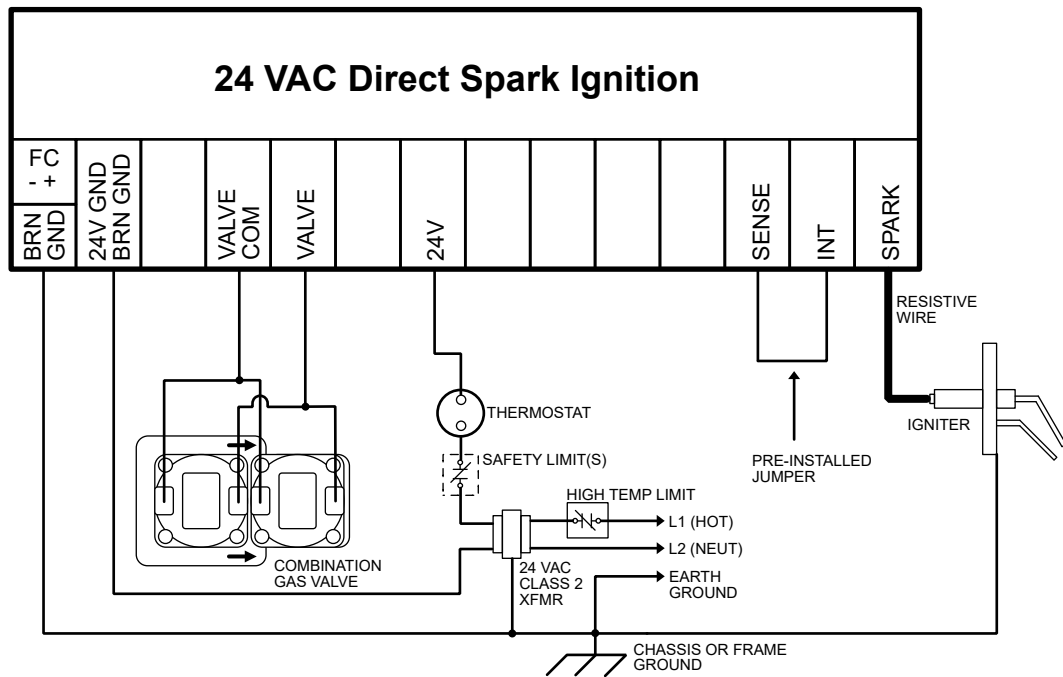 24 VAC Direct Spark Ignition
FC
- +
BRN
GND
24V GND
BRN GND
VALVE
COM
VALVE
24V
SENSE
INT
SPARK
RESISTIVE
WIRE
IGNITER
THERMOSTAT
SAFETY LIMIT(S)
PRE-INSTALLED
JUMPER
HIGH TEMP LIMIT
L1 (HOT)
L2 (NEUT)
COMBINATION
GAS VALVE
24 VAC
CLASS 2
XFMR
EARTH
GROUND
CHASSIS OR FRAME
GROUND